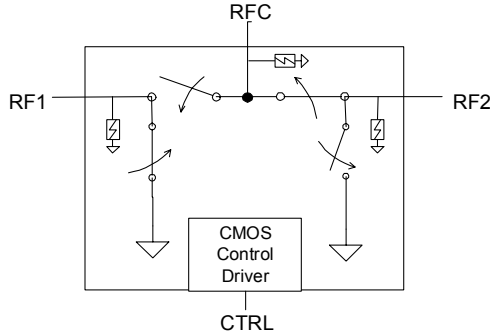 RFC
RF1
RF2
CMOS
Control
Driver
CTRL